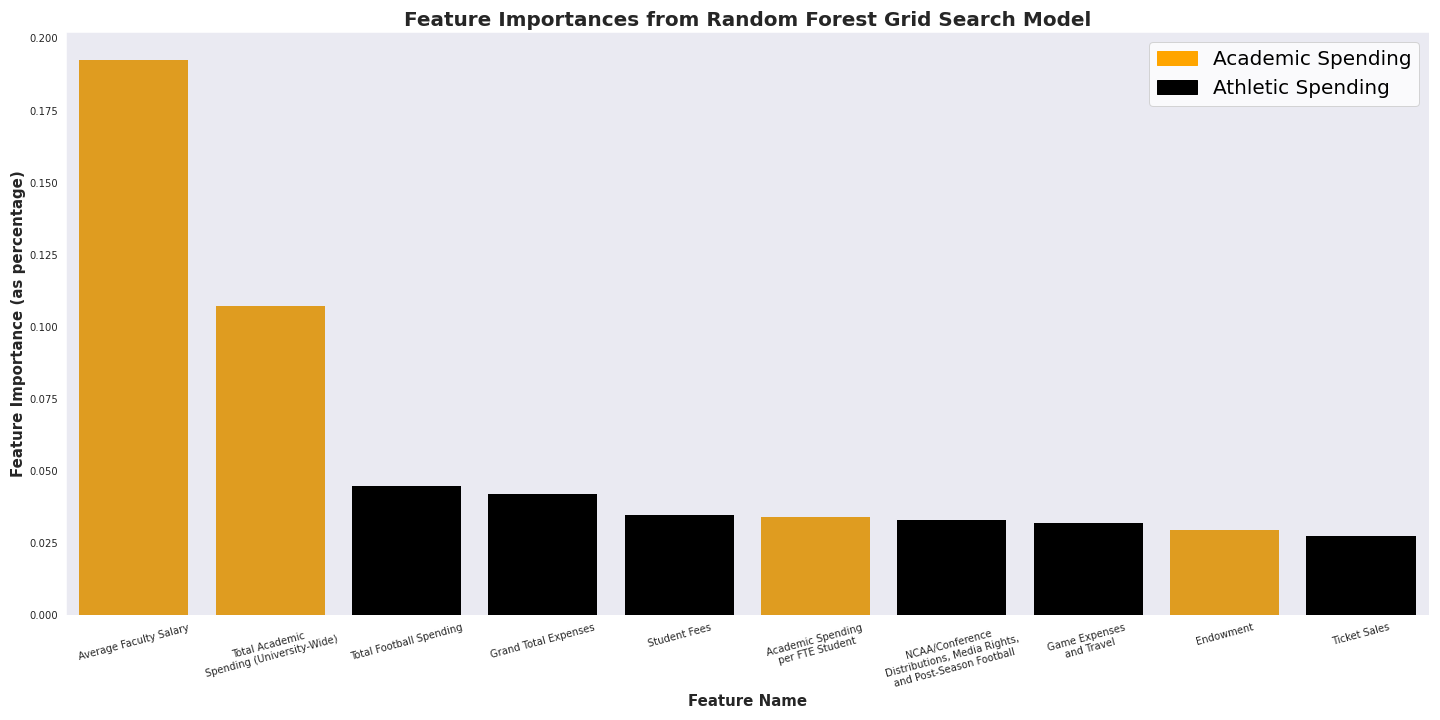 Feature Importances from Random Forest Grid Search Model
Academic Spending
Athletic Spending
Feature Importance (as percentage)
0.200
0.175
0.150
0.125
0.100
0.075
0.050
0.025
0.000
Average Faculty Salary
Total Academic
Spending (University-Wide)
Total Football Spending
Grand Total Expenses
Student Fees
Academic Spending
per FTE Student
NCAA/Conference
Distributions, Media Rights,
and Post-Season Football
Game Expenses
and Travel
Endowment
Ticket Sales
Feature Name